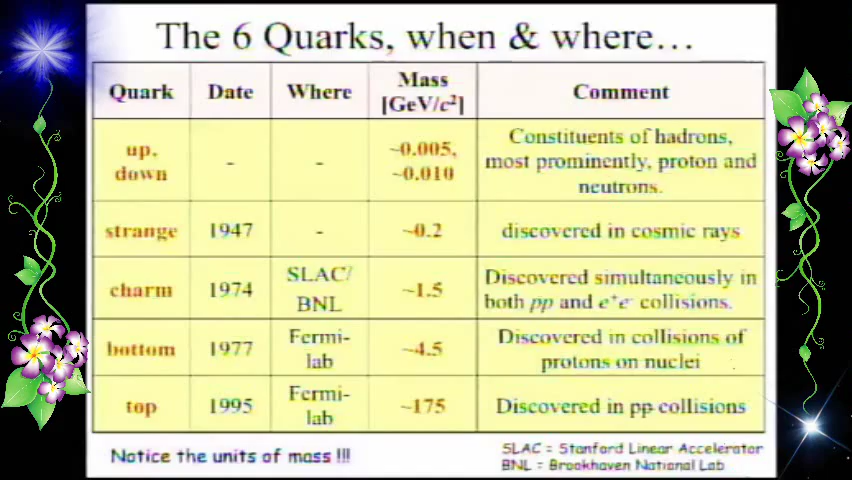 The 6 Quarks, when & where…
Quark Date Where Mass [GeV/c²] Comment
up, down - - ~0.005, ~0.010 Constituents of hadrons, most prominently, proton and neutrons.
strange 1947 - ~0.2 discovered in cosmic rays
charm 1974 SLAC/ BNL ~1.5 Discovered simultaneously in both pp and e⁺e⁻ collisions.
bottom 1977 Fermi-lab ~4.5 Discovered in collisions of protons on nuclei
top 1995 Fermi-lab ~175 Discovered in pp collisions
Notice the units of mass !!!
SLAC = Stanford Linear Accelerator
BNL = Brookhaven National Lab